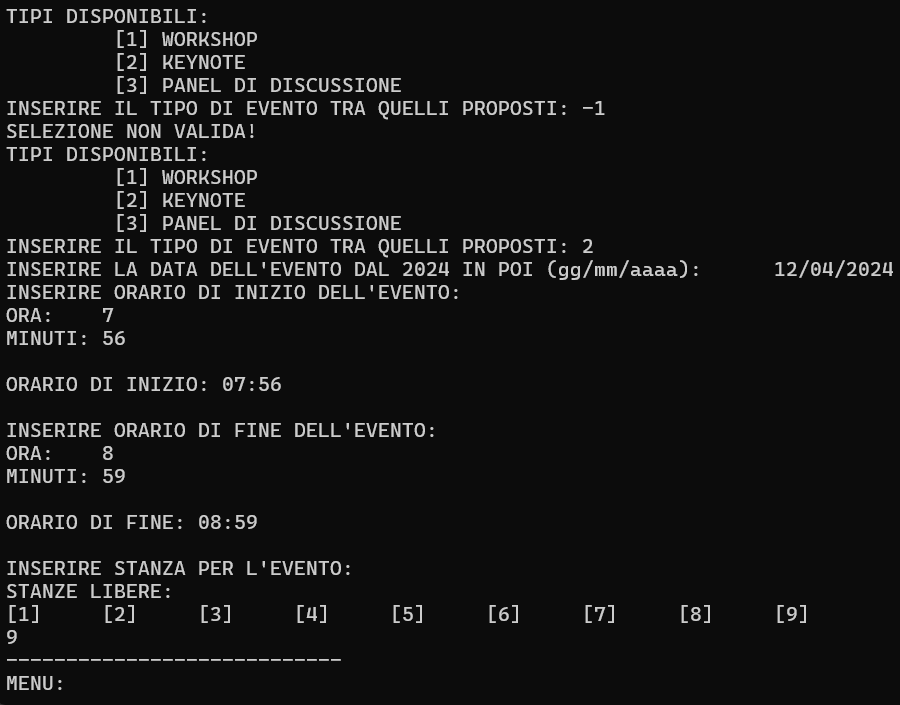 TIPI DISPONIBILI:
[1] WORKSHOP
[2] KEYNOTE
[3] PANEL DI DISCUSSIONE
INSERIRE IL TIPO DI EVENTO TRA QUELLI PROPOSTI: -1
SELEZIONE NON VALIDA!
TIPI DISPONIBILI:
[1] WORKSHOP
[2] KEYNOTE
[3] PANEL DI DISCUSSIONE
INSERIRE IL TIPO DI EVENTO TRA QUELLI PROPOSTI: 2
INSERIRE LA DATA DELL'EVENTO DAL 2024 IN POI (gg/mm/aaaa): 12/04/2024
INSERIRE ORARIO DI INIZIO DELL'EVENTO:
ORA: 7
MINUTI: 56
ORARIO DI INIZIO: 07:56
INSERIRE ORARIO DI FINE DELL'EVENTO:
ORA: 8
MINUTI: 59
ORARIO DI FINE: 08:59
INSERIRE STANZA PER L'EVENTO:
STANZE LIBERE:
[1] [2] [3] [4] [5] [6] [7] [8] [9]
9
----------------------------
MENU: